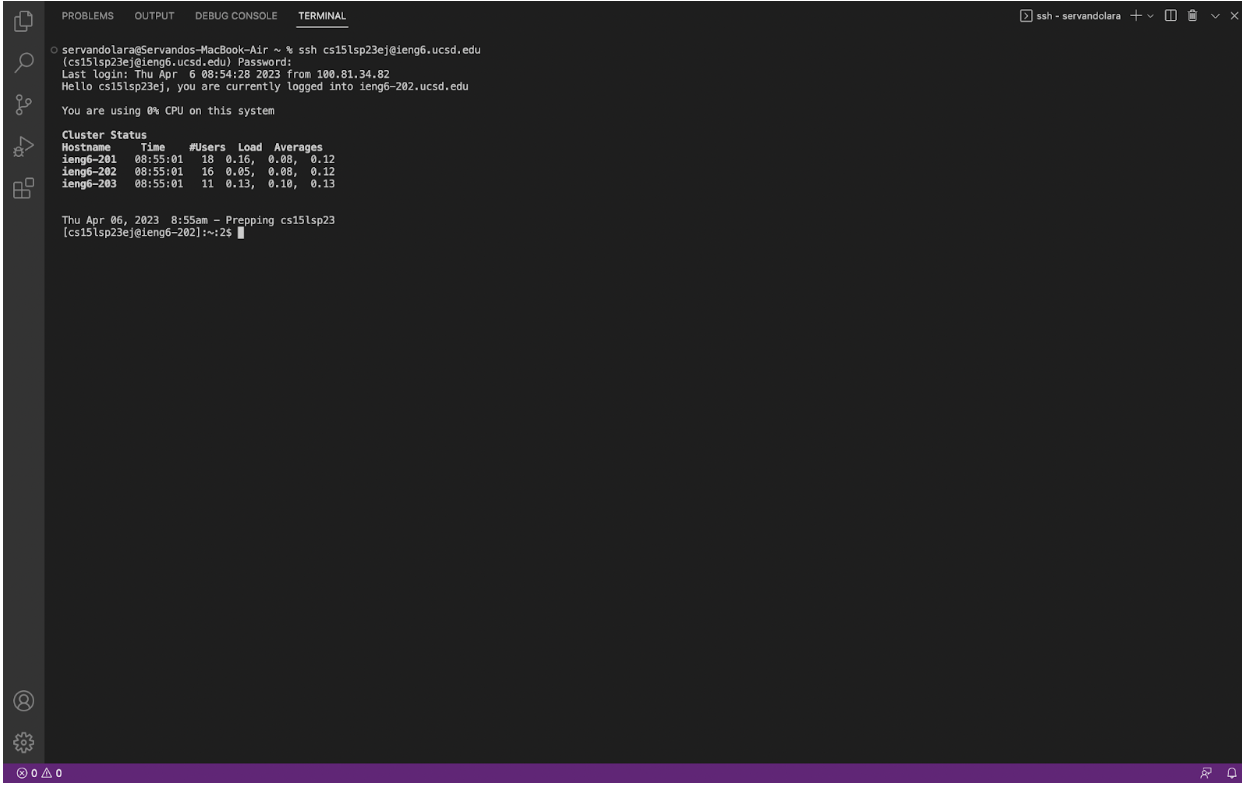 PROBLEMS OUTPUT DEBUG CONSOLE TERMINAL ssh - servandolara
servandolara@Servandos-MacBook-Air ~ % ssh cs15lsp23ej@ieng6.ucsd.edu
(cs15lsp23ej@ieng6.ucsd.edu) Password:
Last login: Thu Apr  6 08:54:28 2023 from 100.81.34.82
Hello cs15lsp23ej, you are currently logged into ieng6-202.ucsd.edu
You are using 0% CPU on this system
Cluster Status
Hostname     Time    #Users  Load  Averages
ieng6-201   08:55:01   18  0.16,  0.08,  0.12
ieng6-202   08:55:01   16  0.05,  0.08,  0.12
ieng6-203   08:55:01   11  0.13,  0.10,  0.13
Thu Apr 06, 2023  8:55am - Prepping cs15lsp23
[cs15lsp23ej@ieng6-202]:~:2$
0 0